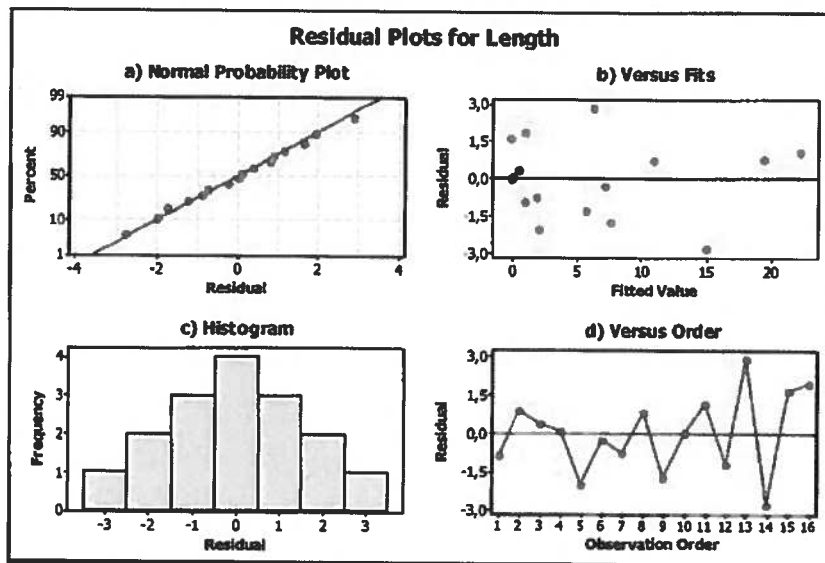 Residual Plots for Length
a) Normal Probability Plot
99
90
50
10
1
Percent
-4 -2 0 2 4
Residual
b) Versus Fits
3,0
1,5
0,0
-1,5
-3,0
Residual
0 5 10 15 20
Fitted Value
c) Histogram
4
3
2
1
0
Frequency
-3 -2 -1 0 1 2 3
Residual
d) Versus Order
3,0
1,5
0,0
-1,5
-3,0
Residual
1 2 3 4 5 6 7 8 9 10 11 12 13 14 15 16
Observation Order